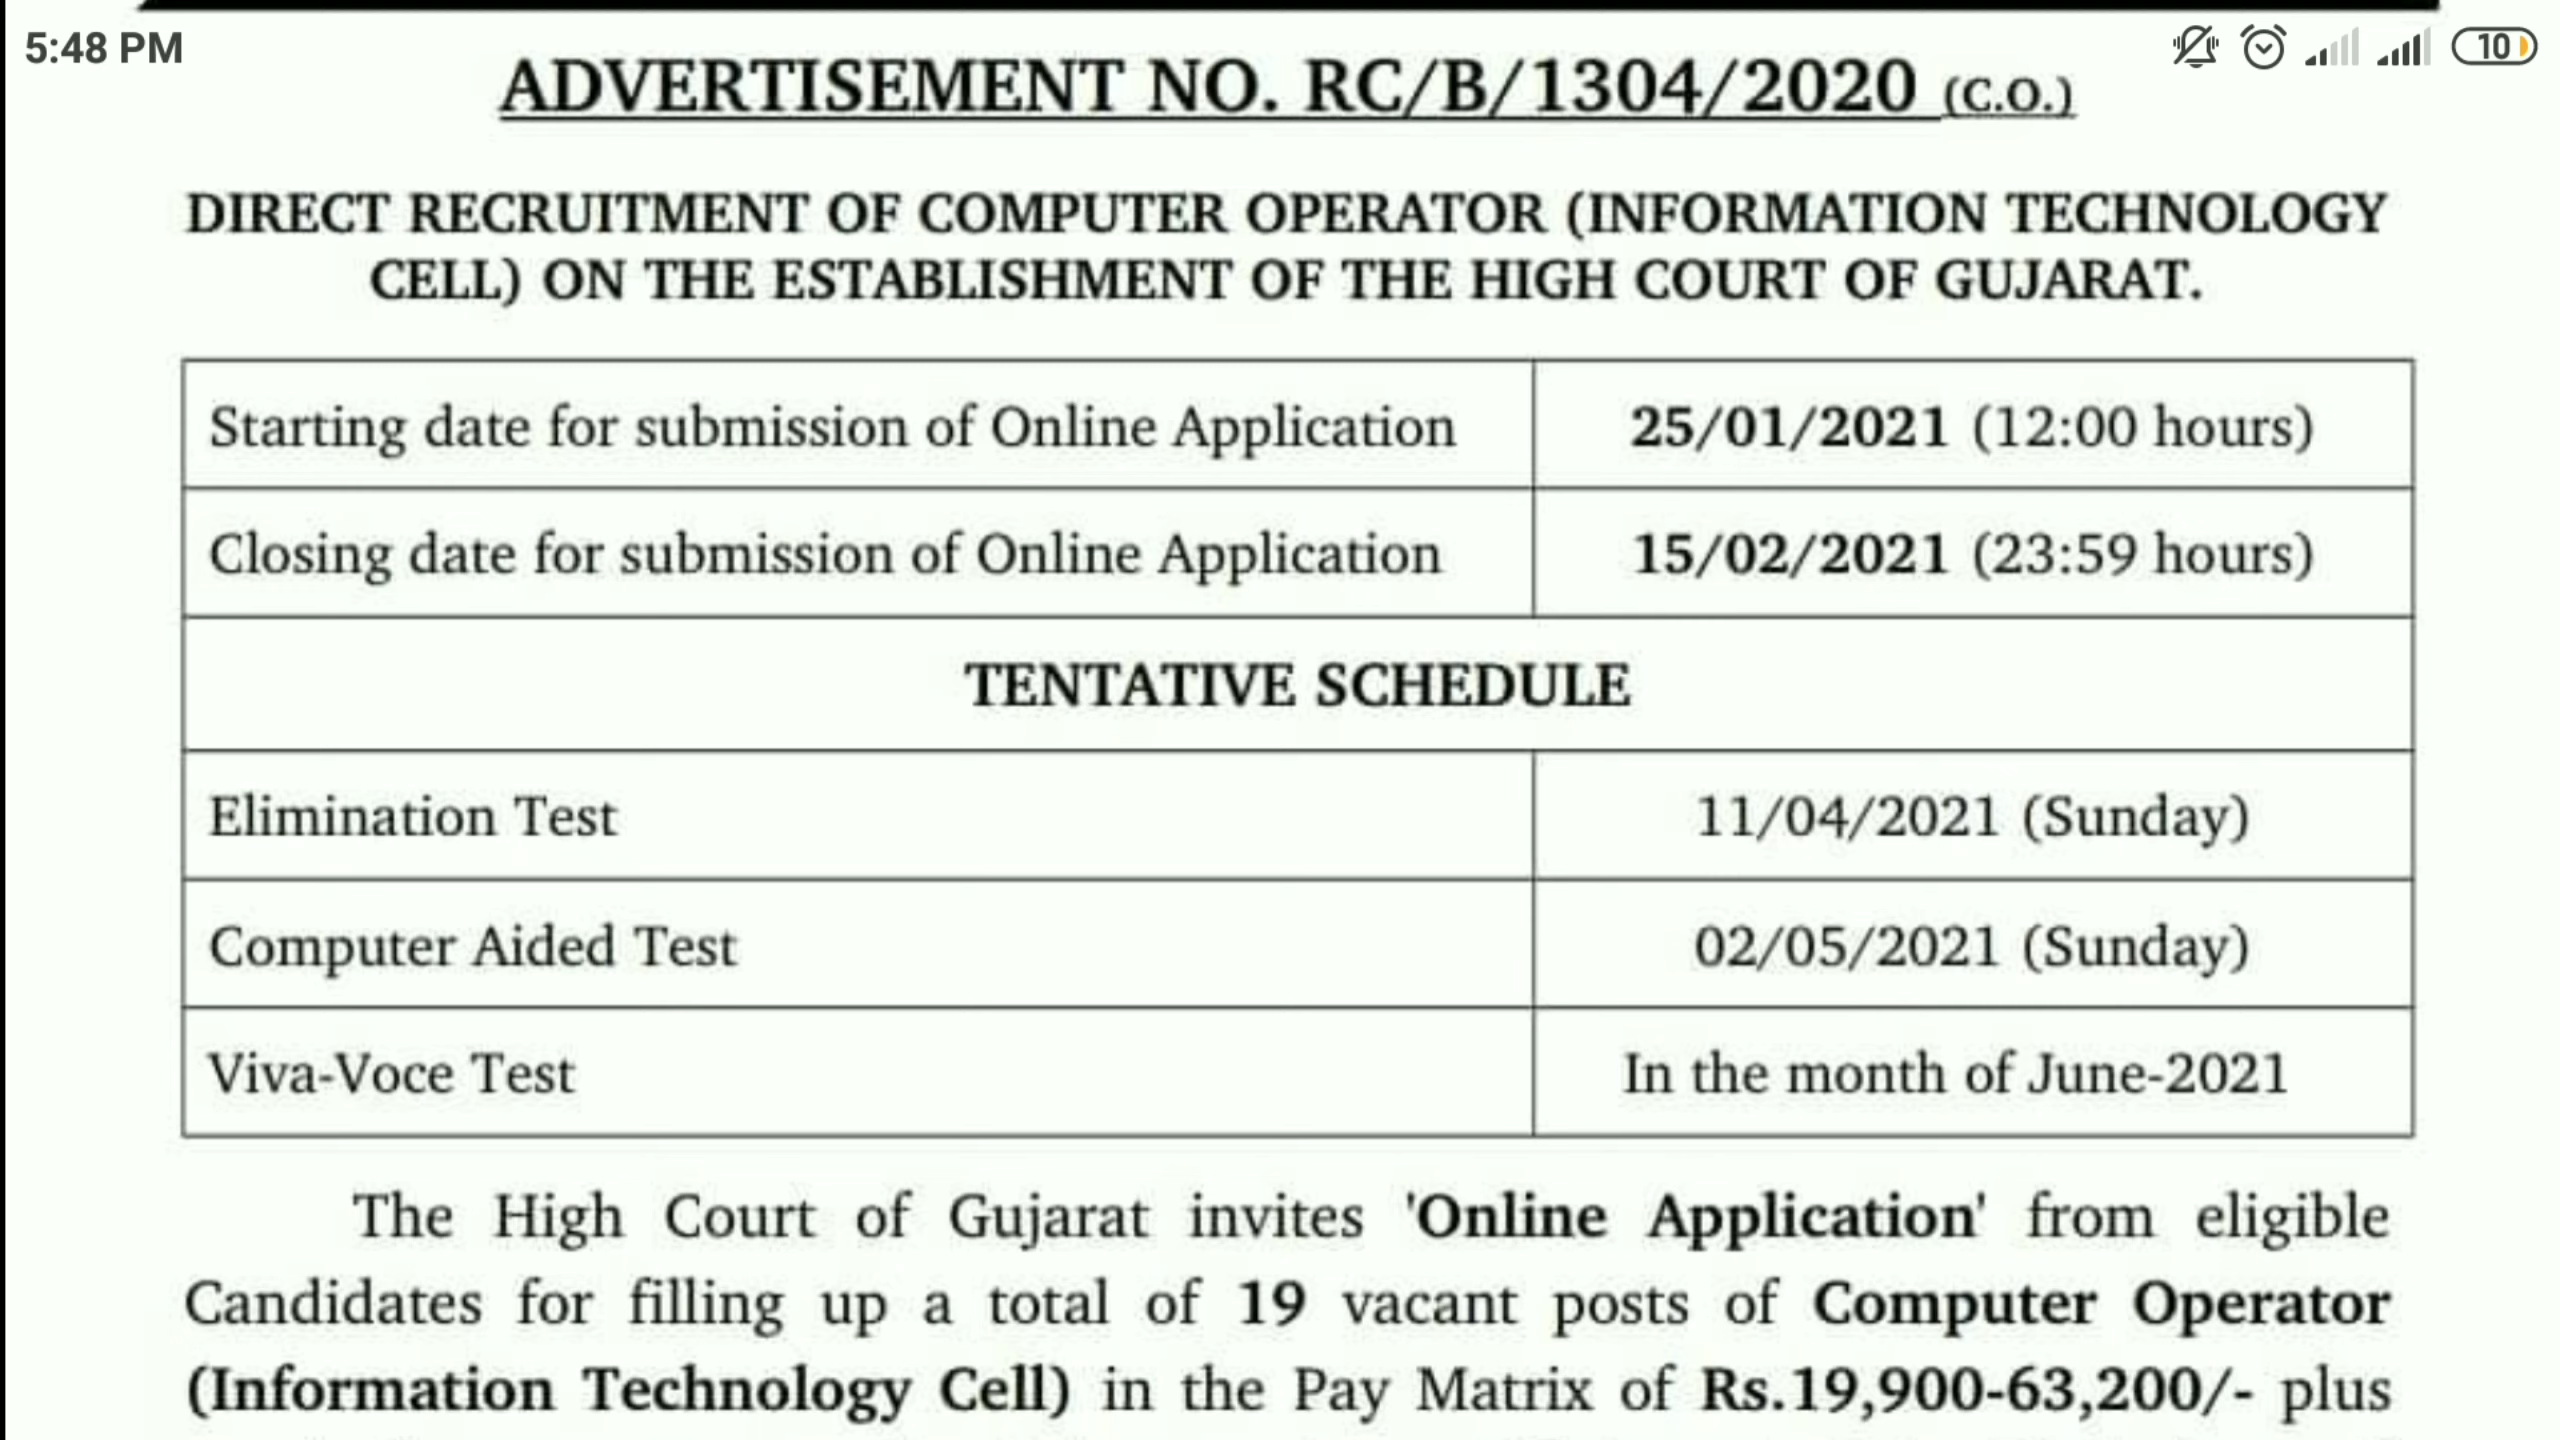 5:48 PM
10
ADVERTISEMENT NO. RC/B/1304/2020 (C.O.)
DIRECT RECRUITMENT OF COMPUTER OPERATOR (INFORMATION TECHNOLOGY
CELL) ON THE ESTABLISHMENT OF THE HIGH COURT OF GUJARAT.
Starting date for submission of Online Application 25/01/2021 (12:00 hours)
Closing date for submission of Online Application 15/02/2021 (23:59 hours)
TENTATIVE SCHEDULE
Elimination Test 11/04/2021 (Sunday)
Computer Aided Test 02/05/2021 (Sunday)
Viva-Voce Test In the month of June-2021
The High Court of Gujarat invites 'Online Application' from eligible
Candidates for filling up a total of 19 vacant posts of Computer Operator
(Information Technology Cell) in the Pay Matrix of Rs.19,900-63,200/- plus